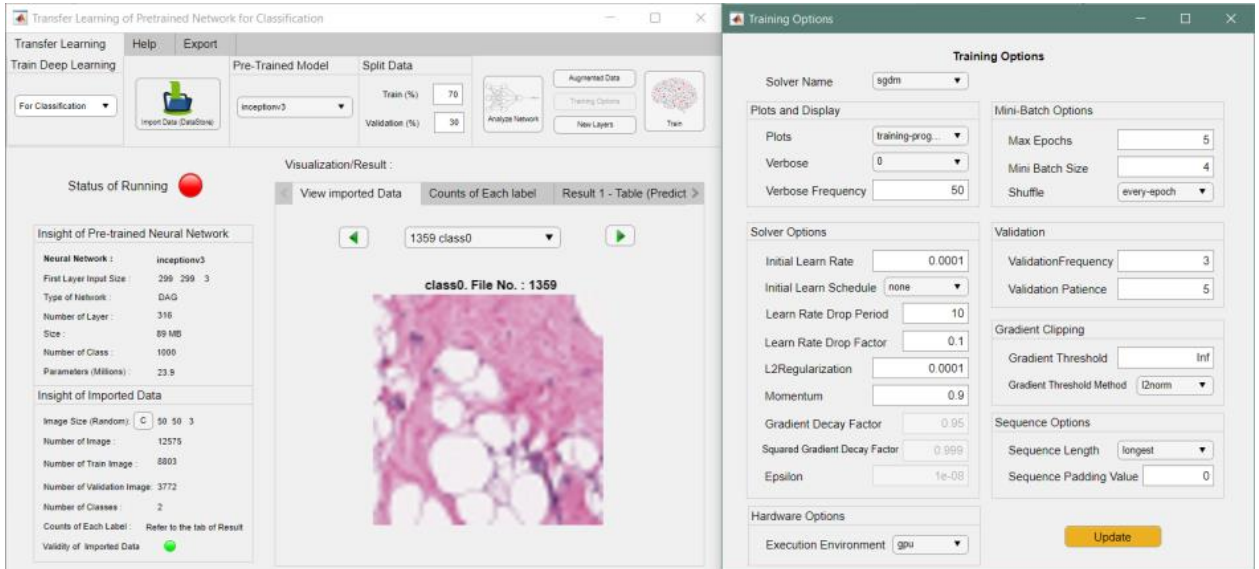 Transfer Learning of Pretrained Network for Classification
Transfer Learning Help Export
Train Deep Learning
For Classification
Import Data (DataStore)
Pre-Trained Model
inceptionv3
Split Data
Train (%) 70
Validation (%) 30
Analyze Network
Augmented Data
Training Options
New Layers
Train
Status of Running
Insight of Pre-trained Neural Network
Neural Network : inceptionv3
First Layer Input Size : 299 299 3
Type of Network : DAG
Number of Layer : 316
Size : 89 MB
Number of Class : 1000
Parameters (Millions) : 23.9
Insight of Imported Data
Image Size (Random): C 50 50 3
Number of Image : 12575
Number of Train Image : 8803
Number of Validation Image: 3772
Number of Classes : 2
Counts of Each Label : Refer to the tab of Result
Validity of Imported Data
Visualization/Result :
View imported Data Counts of Each label Result 1 - Table (Predict
1359 class0
class0. File No. : 1359
Training Options
Training Options
Solver Name sgdm
Plots and Display
Plots training-prog...
Verbose 0
Verbose Frequency 50
Mini-Batch Options
Max Epochs 5
Mini Batch Size 4
Shuffle every-epoch
Solver Options
Initial Learn Rate 0.0001
Initial Learn Schedule none
Learn Rate Drop Period 10
Learn Rate Drop Factor 0.1
L2Regularization 0.0001
Momentum 0.9
Gradient Decay Factor 0.95
Squared Gradient Decay Factor 0.999
Epsilon 1e-08
Validation
ValidationFrequency 3
Validation Patience 5
Gradient Clipping
Gradient Threshold Inf
Gradient Threshold Method l2norm
Sequence Options
Sequence Length longest
Sequence Padding Value 0
Hardware Options
Execution Environment gpu
Update